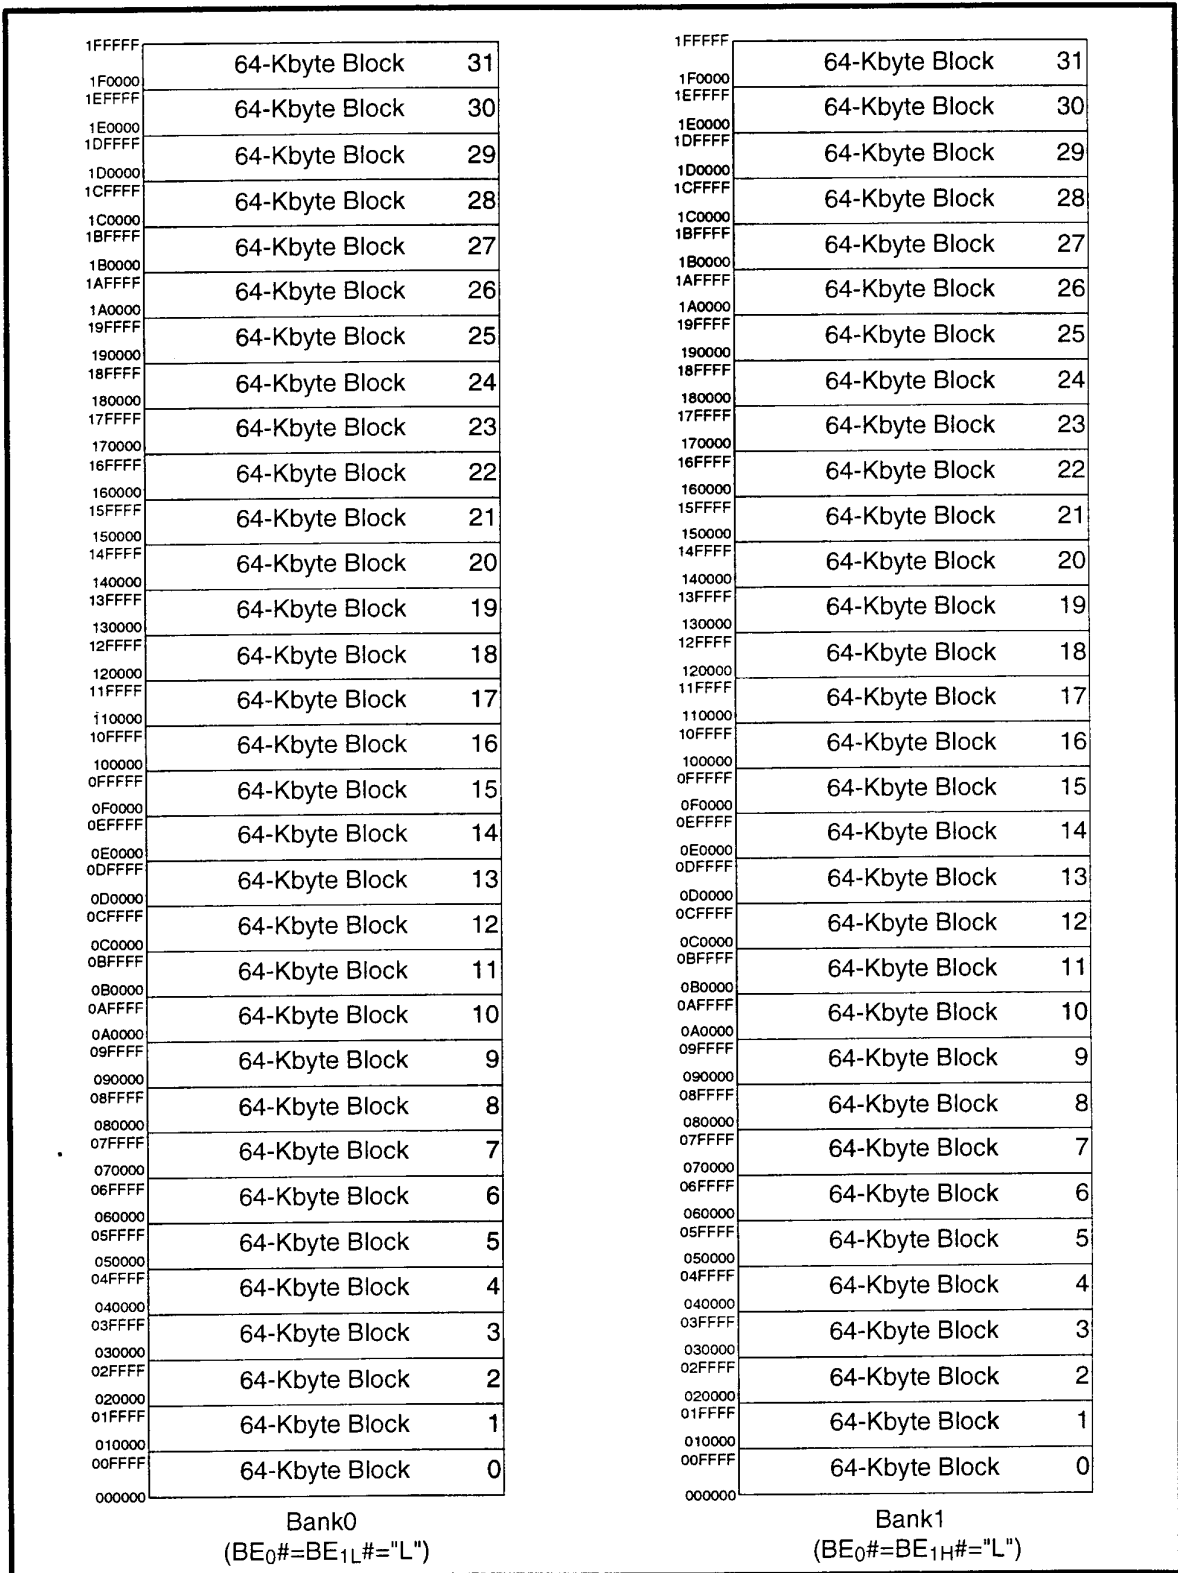 1FFFFF
64-Kbyte Block 31
1F0000
1EFFFF
64-Kbyte Block 30
1E0000
1DFFFF
64-Kbyte Block 29
1D0000
1CFFFF
64-Kbyte Block 28
1C0000
1BFFFF
64-Kbyte Block 27
1B0000
1AFFFF
64-Kbyte Block 26
1A0000
19FFFF
64-Kbyte Block 25
190000
18FFFF
64-Kbyte Block 24
180000
17FFFF
64-Kbyte Block 23
170000
16FFFF
64-Kbyte Block 22
160000
15FFFF
64-Kbyte Block 21
150000
14FFFF
64-Kbyte Block 20
140000
13FFFF
64-Kbyte Block 19
130000
12FFFF
64-Kbyte Block 18
120000
11FFFF
64-Kbyte Block 17
110000
10FFFF
64-Kbyte Block 16
100000
0FFFFF
64-Kbyte Block 15
0F0000
0EFFFF
64-Kbyte Block 14
0E0000
0DFFFF
64-Kbyte Block 13
0D0000
0CFFFF
64-Kbyte Block 12
0C0000
0BFFFF
64-Kbyte Block 11
0B0000
0AFFFF
64-Kbyte Block 10
0A0000
09FFFF
64-Kbyte Block 9
090000
08FFFF
64-Kbyte Block 8
080000
07FFFF
64-Kbyte Block 7
070000
06FFFF
64-Kbyte Block 6
060000
05FFFF
64-Kbyte Block 5
050000
04FFFF
64-Kbyte Block 4
040000
03FFFF
64-Kbyte Block 3
030000
02FFFF
64-Kbyte Block 2
020000
01FFFF
64-Kbyte Block 1
010000
00FFFF
64-Kbyte Block 0
000000
Bank0
(BE0#=BE1L#="L")
1FFFFF
64-Kbyte Block 31
1F0000
1EFFFF
64-Kbyte Block 30
1E0000
1DFFFF
64-Kbyte Block 29
1D0000
1CFFFF
64-Kbyte Block 28
1C0000
1BFFFF
64-Kbyte Block 27
1B0000
1AFFFF
64-Kbyte Block 26
1A0000
19FFFF
64-Kbyte Block 25
190000
18FFFF
64-Kbyte Block 24
180000
17FFFF
64-Kbyte Block 23
170000
16FFFF
64-Kbyte Block 22
160000
15FFFF
64-Kbyte Block 21
150000
14FFFF
64-Kbyte Block 20
140000
13FFFF
64-Kbyte Block 19
130000
12FFFF
64-Kbyte Block 18
120000
11FFFF
64-Kbyte Block 17
110000
10FFFF
64-Kbyte Block 16
100000
0FFFFF
64-Kbyte Block 15
0F0000
0EFFFF
64-Kbyte Block 14
0E0000
0DFFFF
64-Kbyte Block 13
0D0000
0CFFFF
64-Kbyte Block 12
0C0000
0BFFFF
64-Kbyte Block 11
0B0000
0AFFFF
64-Kbyte Block 10
0A0000
09FFFF
64-Kbyte Block 9
090000
08FFFF
64-Kbyte Block 8
080000
07FFFF
64-Kbyte Block 7
070000
06FFFF
64-Kbyte Block 6
060000
05FFFF
64-Kbyte Block 5
050000
04FFFF
64-Kbyte Block 4
040000
03FFFF
64-Kbyte Block 3
030000
02FFFF
64-Kbyte Block 2
020000
01FFFF
64-Kbyte Block 1
010000
00FFFF
64-Kbyte Block 0
000000
Bank1
(BE0#=BE1H#="L")